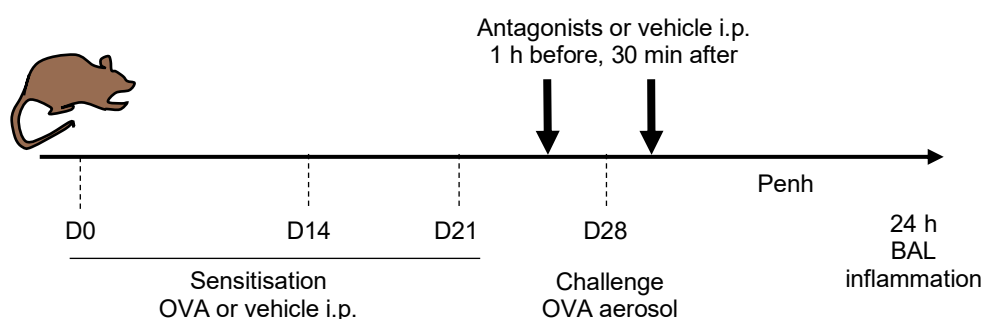 Antagonists or vehicle i.p.
1 h before, 30 min after
Penh
D0
D14
D21
D28
24 h
BAL
inflammation
Sensitisation
OVA or vehicle i.p.
Challenge
OVA aerosol